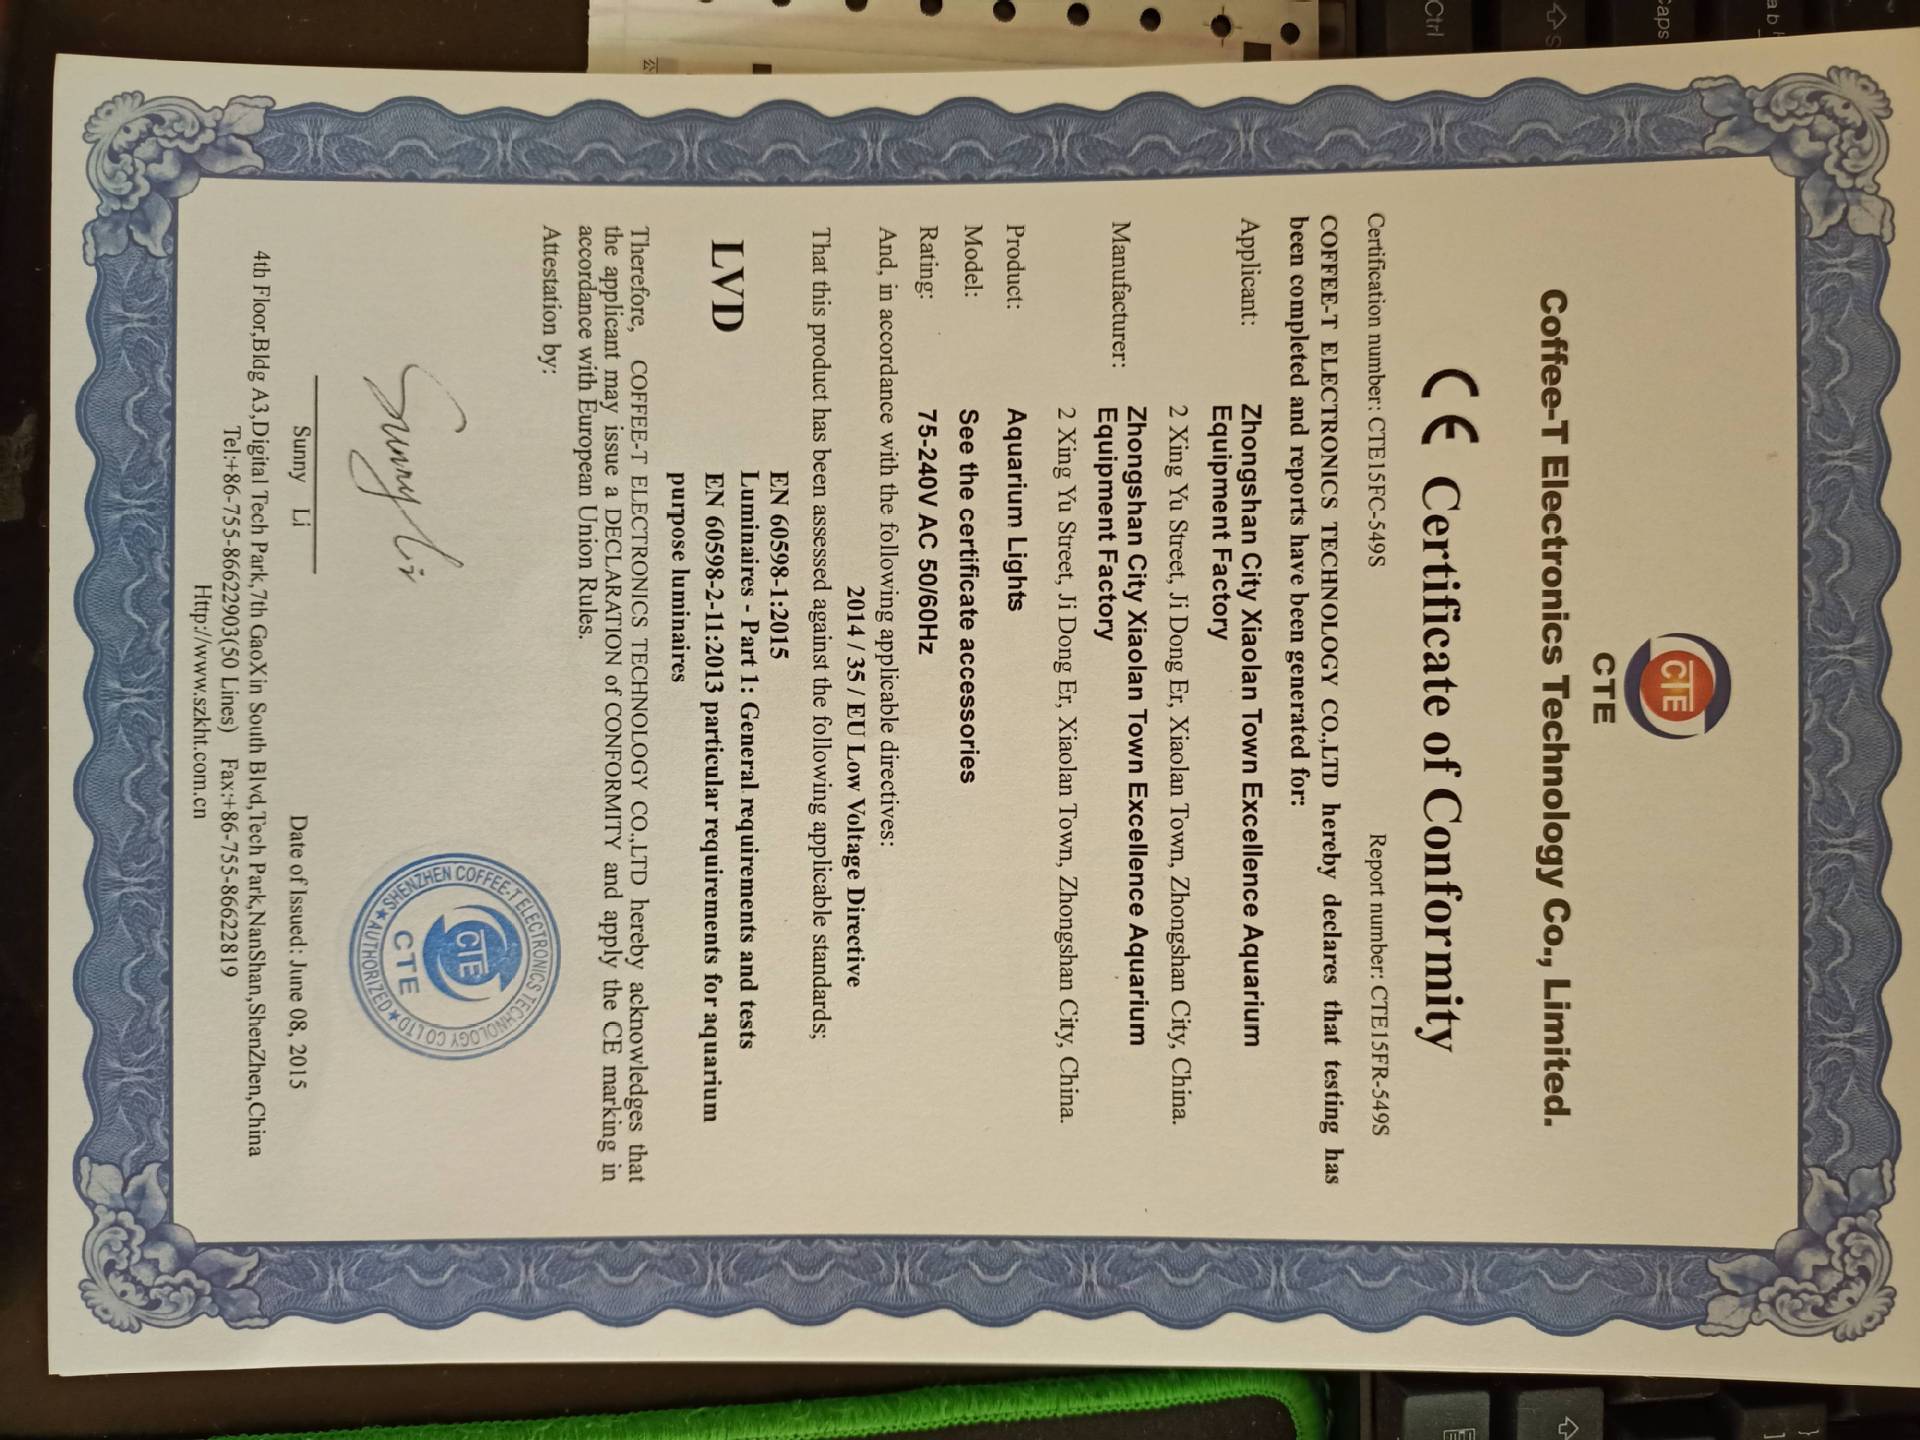 CTE
CTE
Coffee-T Electronics Technology Co., Limited.
CE Certificate of Conformity
Certification number: CTE15FC-549S Report number: CTE15FR-549S
COFFEE-T ELECTRONICS TECHNOLOGY CO.,LTD hereby declares that testing has
been completed and reports have been generated for:
Applicant: Zhongshan City Xiaolan Town Excellence Aquarium
Equipment Factory
2 Xing Yu Street, Ji Dong Er, Xiaolan Town, Zhongshan City, China.
Manufacturer: Zhongshan City Xiaolan Town Excellence Aquarium
Equipment Factory
2 Xing Yu Street, Ji Dong Er, Xiaolan Town, Zhongshan City, China.
Product: Aquarium Lights
Model: See the certificate accessories
Rating: 75-240V AC 50/60Hz
And, in accordance with the following applicable directives:
2014 / 35 / EU Low Voltage Directive
That this product has been assessed against the following applicable standards;
EN 60598-1:2015
LVD Luminaires - Part 1: General requirements and tests
EN 60598-2-11:2013 particular requirements for aquarium
purpose luminaires
Therefore, COFFEE-T ELECTRONICS TECHNOLOGY CO.,LTD hereby acknowledges that
the applicant may issue a DECLARATION of CONFORMITY and apply the CE marking in
accordance with European Union Rules.
Attestation by:
Sunny Li
SHENZHEN COFFEE-T ELECTRONICS TECHNOLOGY CO LTD
CTE
CTE
★AUTHORIZED★
Sunny Li Date of Issued: June 08, 2015
4th Floor,Bldg A3,Digital Tech Park,7th GaoXin South Blvd,Tech Park,NanShan,ShenZhen,China
Tel:+86-755-86622903(50 Lines) Fax:+86-755-86622819
Http://www.szkht.com.cn
Ctrl
S
caps
ab
公